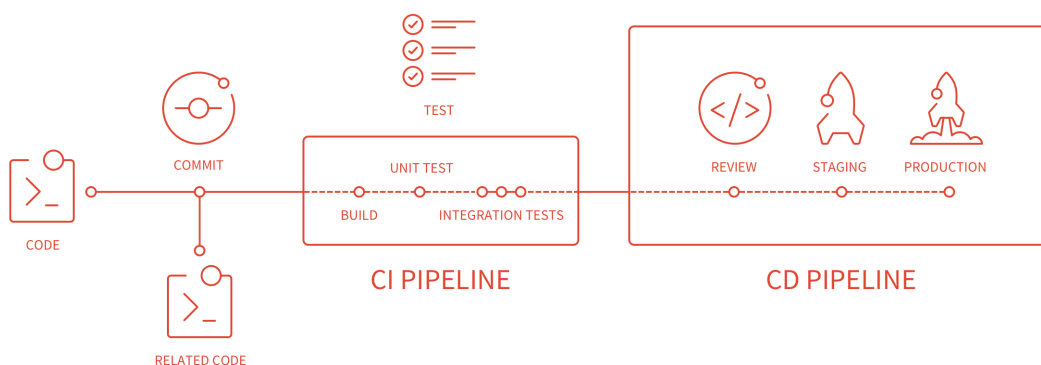 TEST
COMMIT
UNIT TEST
REVIEW
STAGING
PRODUCTION
BUILD
INTEGRATION TESTS
CODE
CI PIPELINE
CD PIPELINE
RELATED CODE